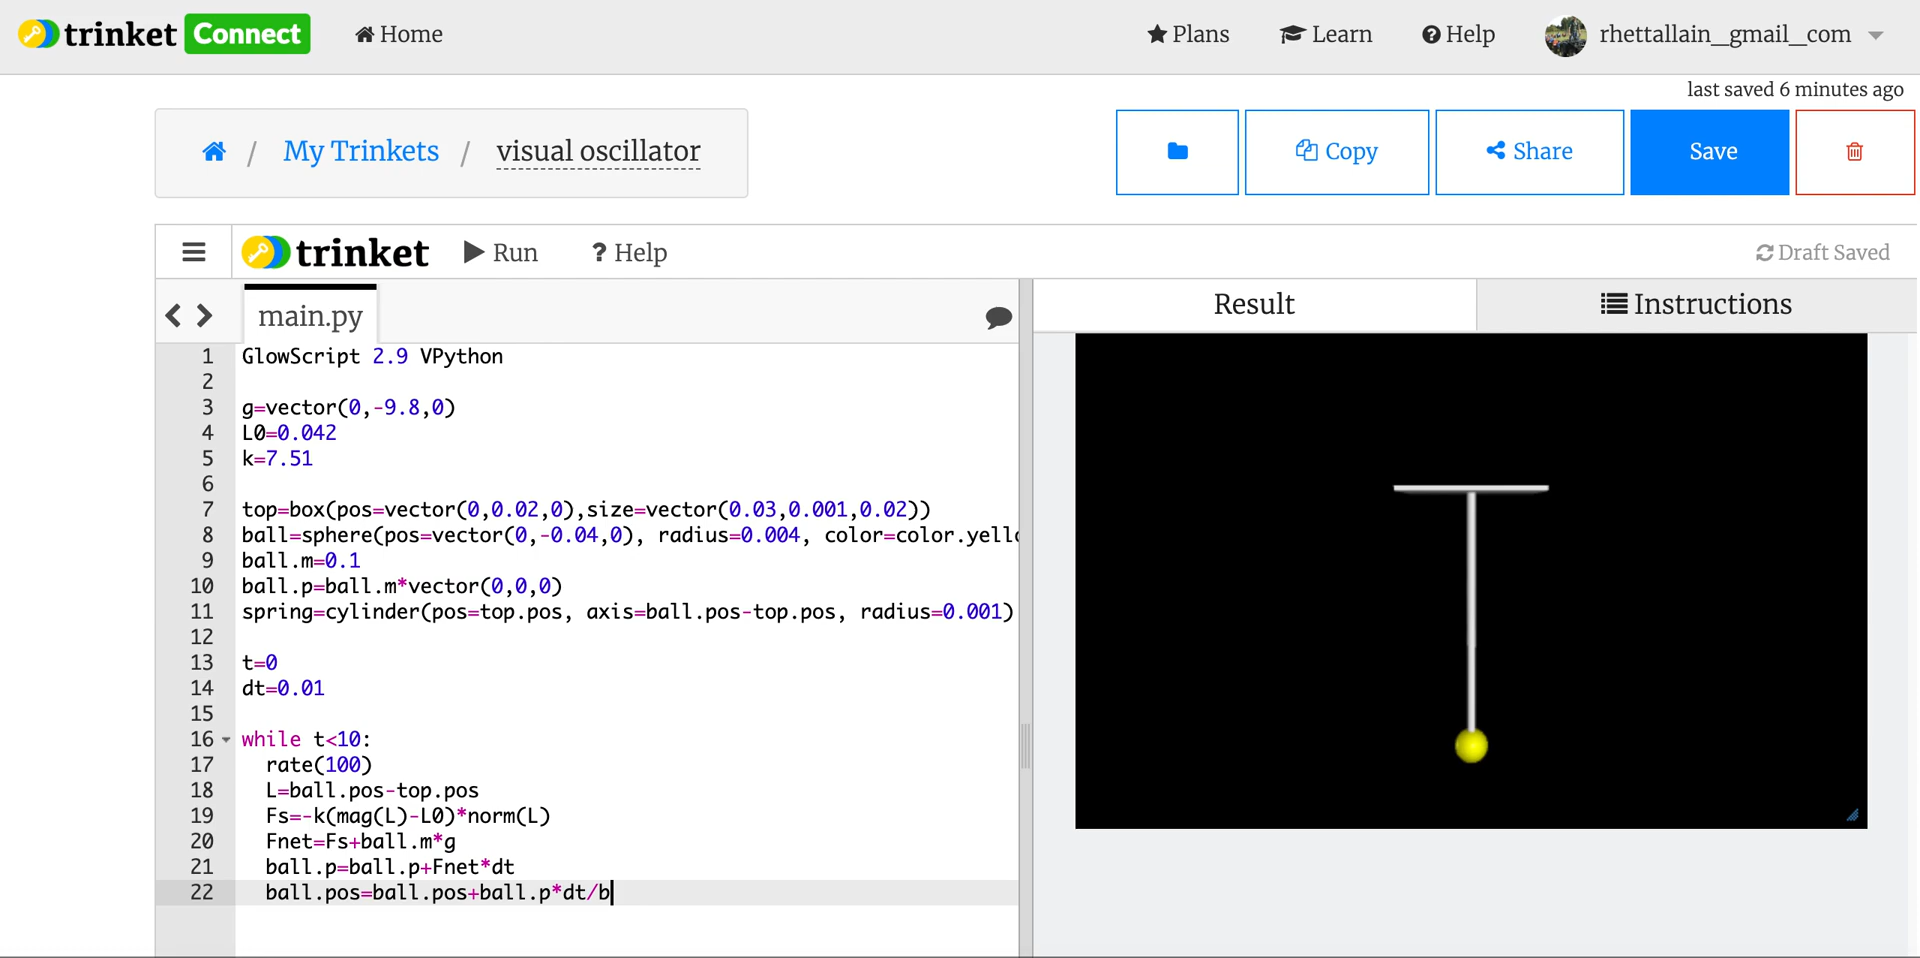 trinket Connect Home Plans Learn Help rhettallain_gmail_com
last saved 6 minutes ago
/ My Trinkets / visual oscillator Copy Share Save
trinket Run ? Help Draft Saved
main.py Result Instructions
1 GlowScript 2.9 VPython
2
3 g=vector(0,-9.8,0)
4 L0=0.042
5 k=7.51
6
7 top=box(pos=vector(0,0.02,0),size=vector(0.03,0.001,0.02))
8 ball=sphere(pos=vector(0,-0.04,0), radius=0.004, color=color.yello
9 ball.m=0.1
10 ball.p=ball.m*vector(0,0,0)
11 spring=cylinder(pos=top.pos, axis=ball.pos-top.pos, radius=0.001)
12
13 t=0
14 dt=0.01
15
16 while t<10:
17 rate(100)
18 L=ball.pos-top.pos
19 Fs=-k(mag(L)-L0)*norm(L)
20 Fnet=Fs+ball.m*g
21 ball.p=ball.p+Fnet*dt
22 ball.pos=ball.pos+ball.p*dt/b